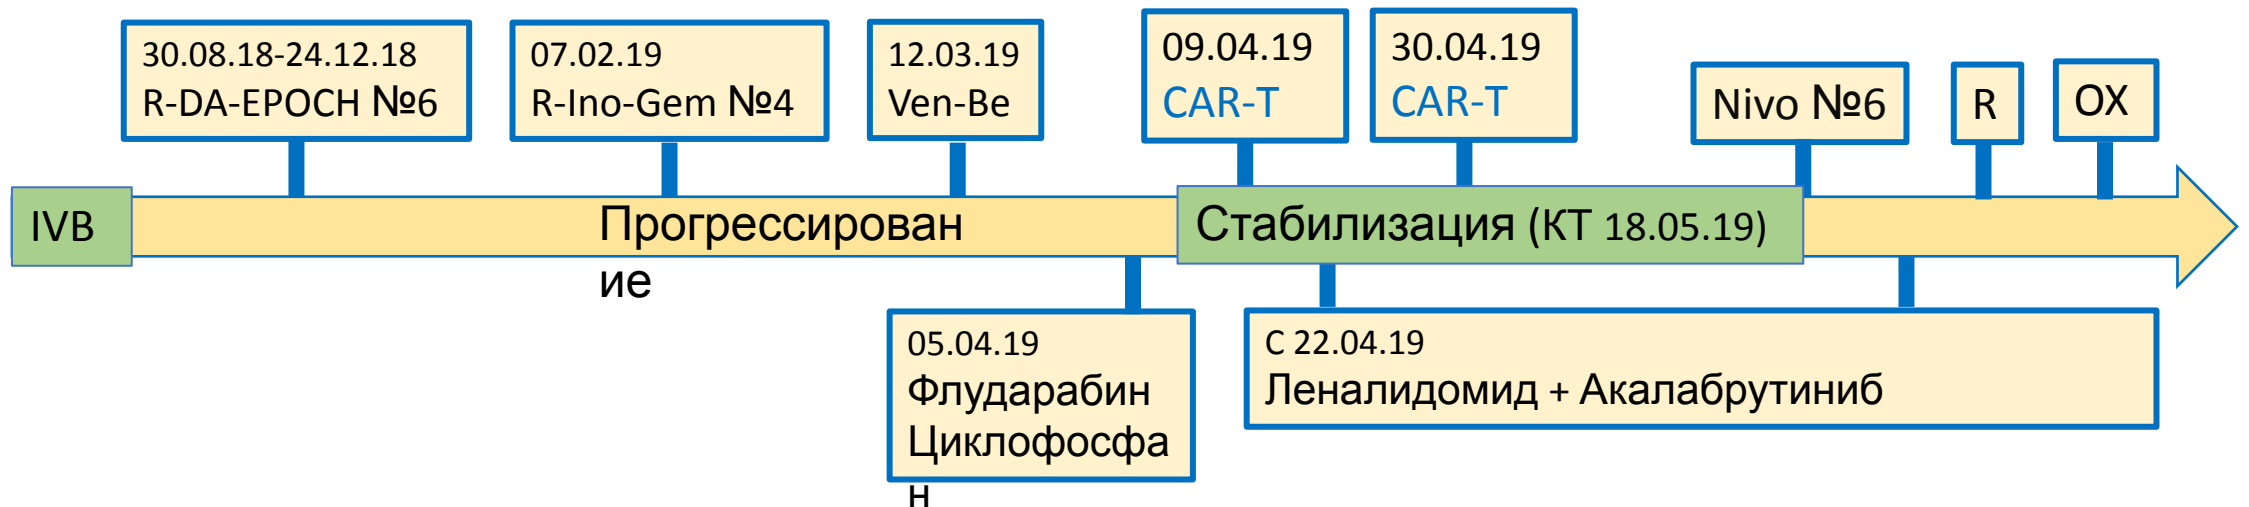 30.08.18-24.12.18
R-DA-EPOCH №6
07.02.19
R-Ino-Gem №4
12.03.19
Ven-Be
09.04.19
CAR-T
30.04.19
CAR-T
Nivo №6
R
OX
IVB
Прогрессирован
ие
Стабилизация (КТ 18.05.19)
05.04.19
Флударабин
Циклофосфа
н
С 22.04.19
Леналидомид + Акалабрутиниб